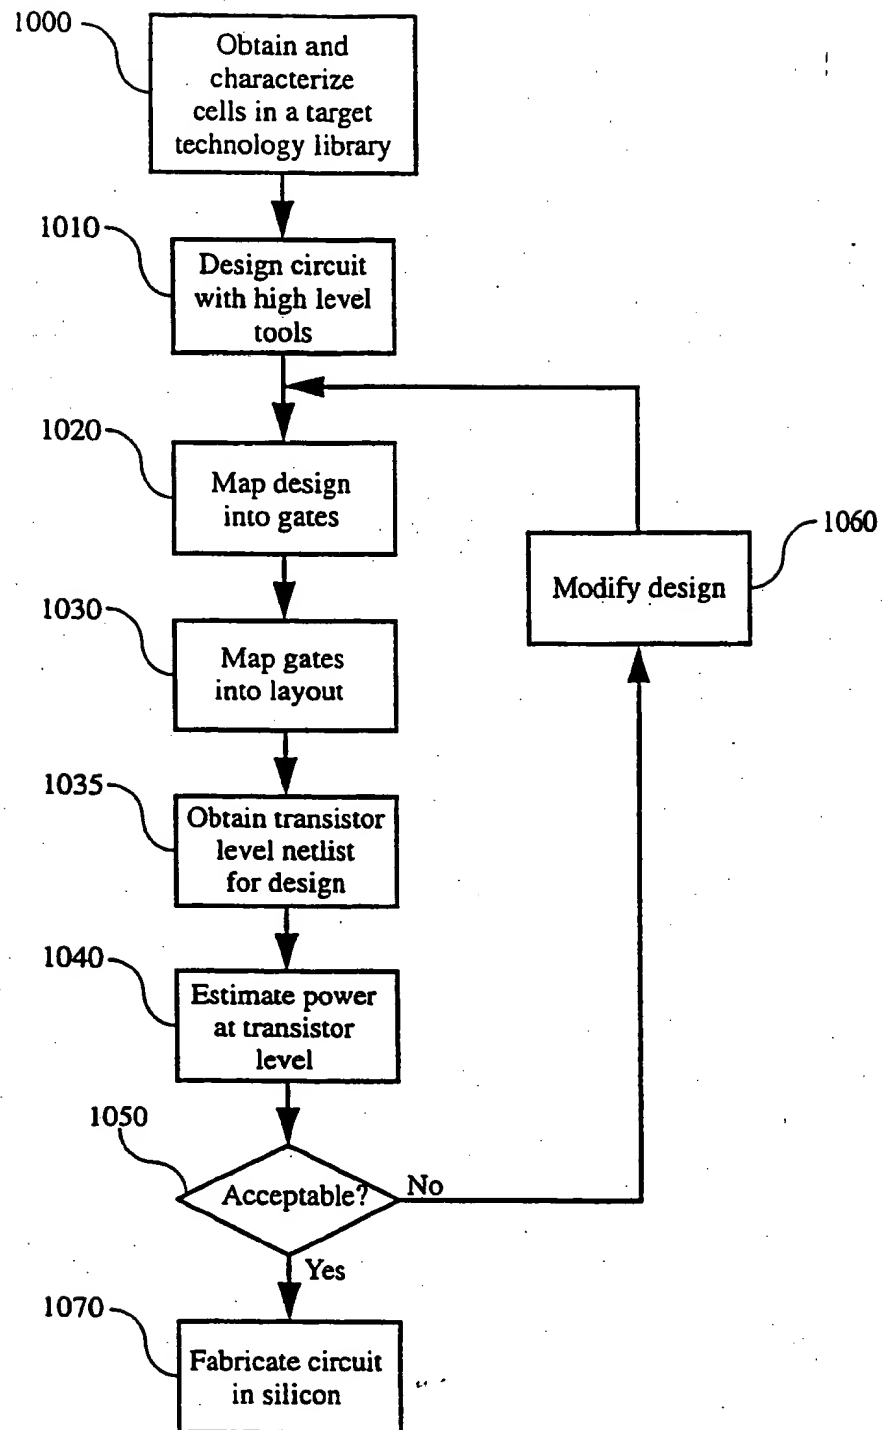 1000
Obtain and
characterize
cells in a target
technology library
1010
Design circuit
with high level
tools
1020
Map design
into gates
1060
Modify design
1030
Map gates
into layout
1035
Obtain transistor
level netlist
for design
1040
Estimate power
at transistor
level
1050
Acceptable?
No
Yes
1070
Fabricate circuit
in silicon